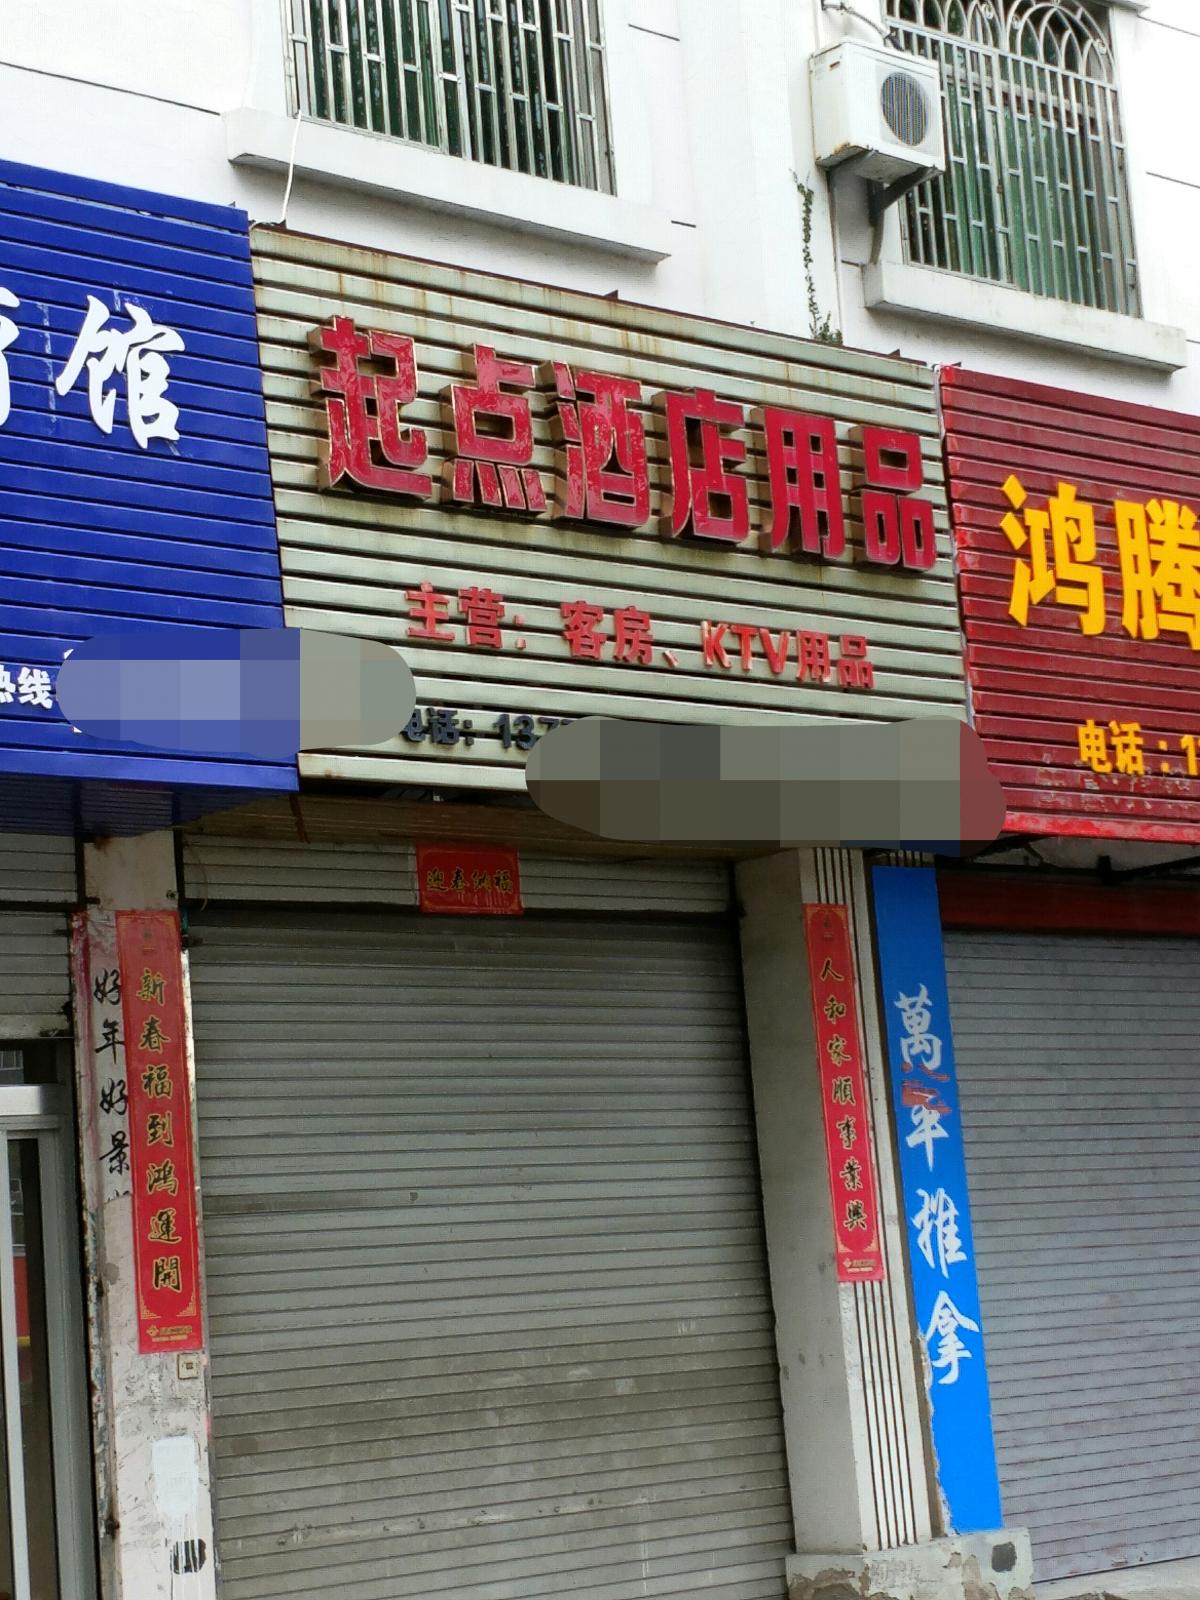 馆
热线
起点酒店用品
主营：客房、KTV用品
电话：137
鸿腾
电话：1
迎春纳福
好年好景
新春福到鴻運開
人和家順事業興
萬年推拿